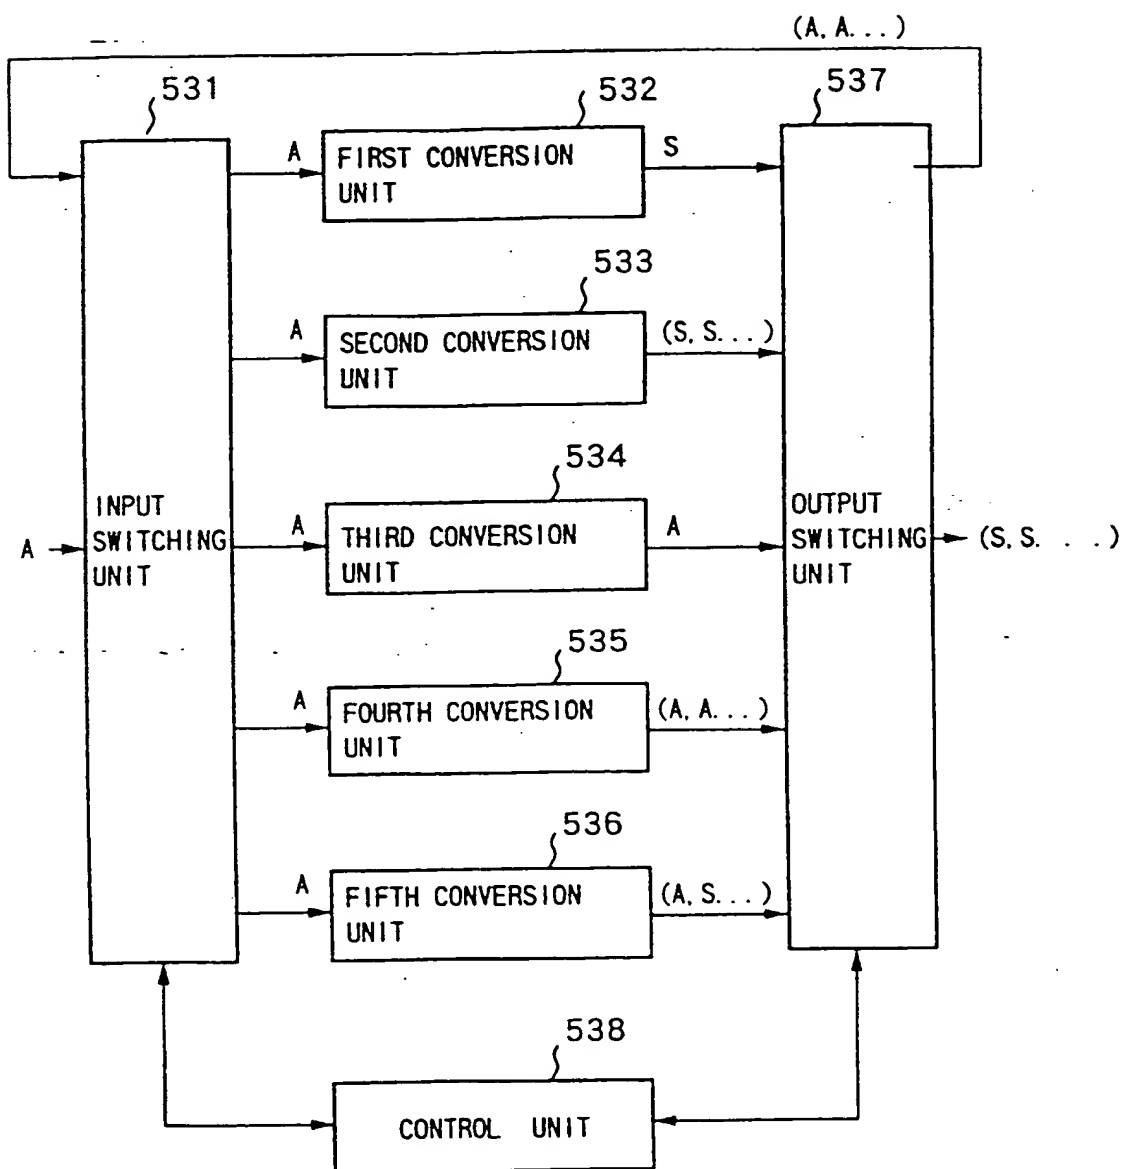 (A, A...)
531
532
537
A
FIRST CONVERSION
UNIT
S
533
A
SECOND CONVERSION
UNIT
(S, S...)
534
A
INPUT
SWITCHING
UNIT
A
THIRD CONVERSION
UNIT
A
OUTPUT
SWITCHING
UNIT
(S, S. . .)
535
A
FOURTH CONVERSION
UNIT
(A, A...)
536
A
FIFTH CONVERSION
UNIT
(A, S...)
538
CONTROL UNIT